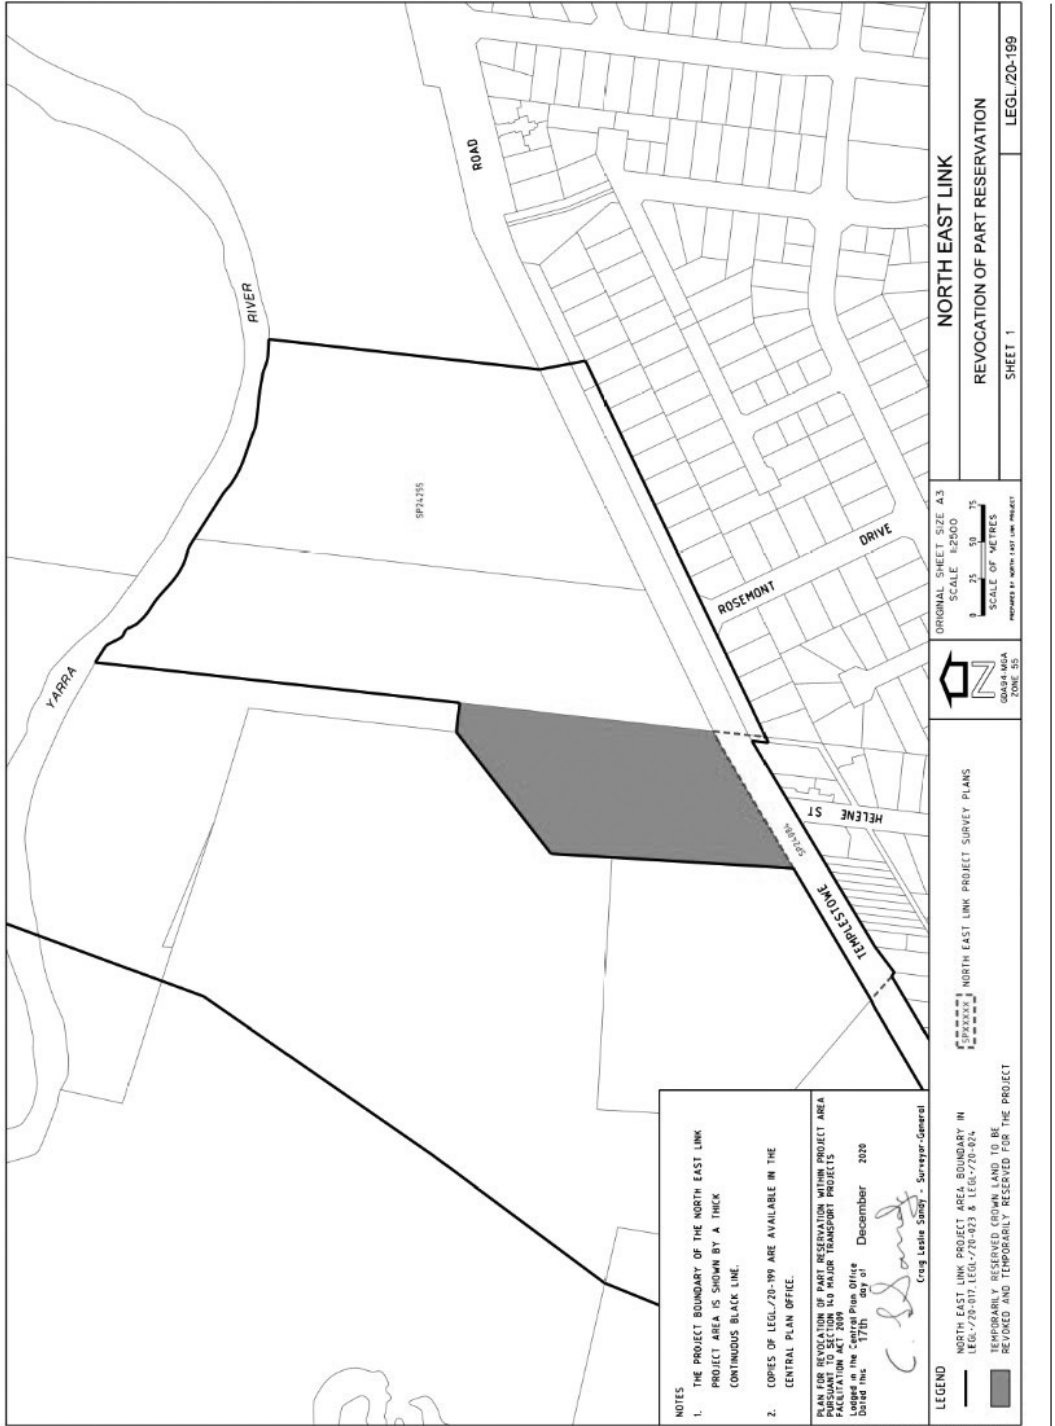 YARRA
RIVER
ROAD
SP24255
ROSEMONT
DRIVE
HELENE ST
SP24984
TEMPLESTOWE
NOTES
1. THE PROJECT BOUNDARY OF THE NORTH EAST LINK
PROJECT AREA IS SHOWN BY A THICK
CONTINUOUS BLACK LINE.
2. COPIES OF LEGL./20-199 ARE AVAILABLE IN THE
CENTRAL PLAN OFFICE.
PLAN FOR REVOCATION OF PART RESERVATION WITHIN PROJECT AREA
PURSUANT TO SECTION 140 MAJOR TRANSPORT PROJECTS
FACILITATION ACT 2009
Lodged in the Central Plan Office
Dated this 17th day of December 2020
Craig Leslie Sandy - Surveyor-General
LEGEND
NORTH EAST LINK PROJECT AREA BOUNDARY IN
LEGL./20-017, LEGL./20-023 & LEGL./20-024
SPXXXXX NORTH EAST LINK PROJECT SURVEY PLANS
TEMPORARILY RESERVED CROWN LAND TO BE
REVOKED AND TEMPORARILY RESERVED FOR THE PROJECT
N
GDA94-MGA
ZONE 55
ORIGINAL SHEET SIZE A3
SCALE 1:2500
0 25 50 75
SCALE OF METRES
PREPARED BY NORTH EAST LINK PROJECT
NORTH EAST LINK
REVOCATION OF PART RESERVATION
SHEET 1
LEGL./20-199